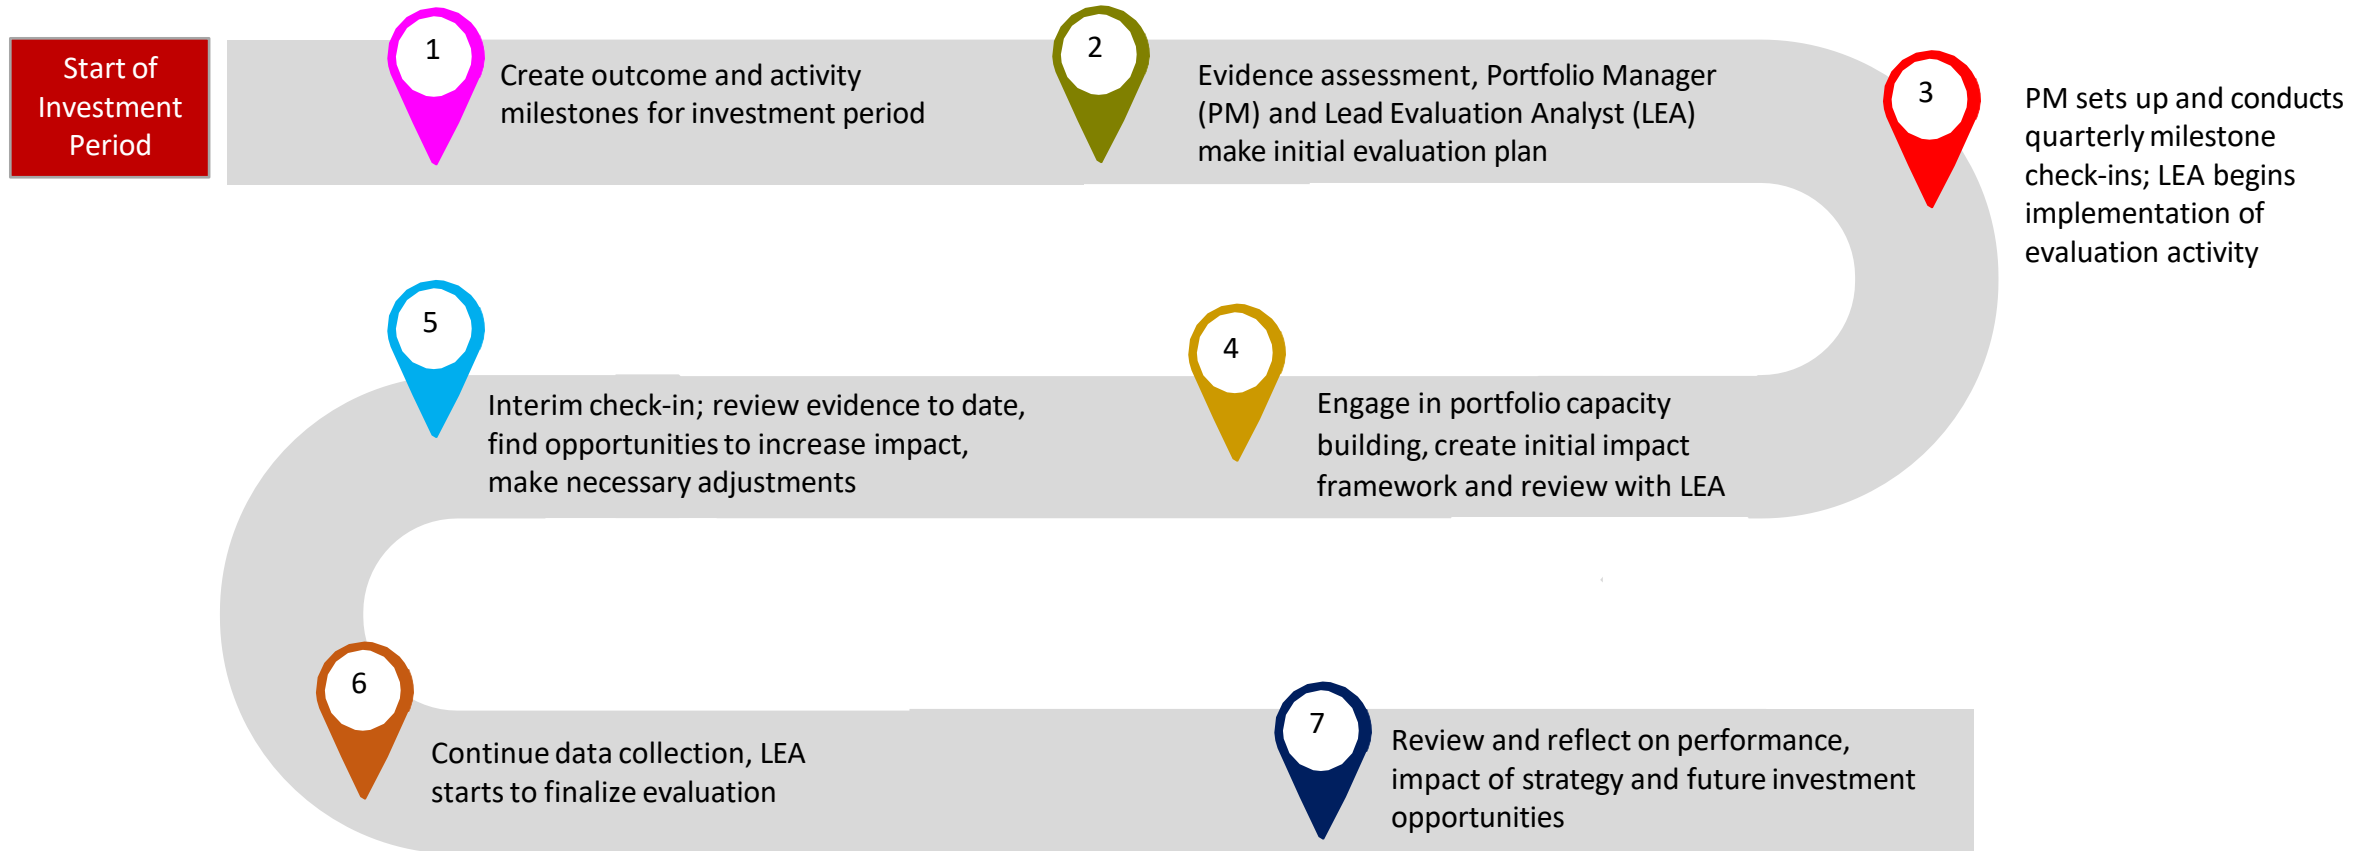 Start of
Investment
Period
1
Create outcome and activity
milestones for investment period
2
Evidence assessment, Portfolio Manager
(PM) and Lead Evaluation Analyst (LEA)
make initial evaluation plan
3
PM sets up and conducts
quarterly milestone
check-ins; LEA begins
implementation of
evaluation activity
4
Engage in portfolio capacity
building, create initial impact
framework and review with LEA
5
Interim check-in; review evidence to date,
find opportunities to increase impact,
make necessary adjustments
6
Continue data collection, LEA
starts to finalize evaluation
7
Review and reflect on performance,
impact of strategy and future investment
opportunities